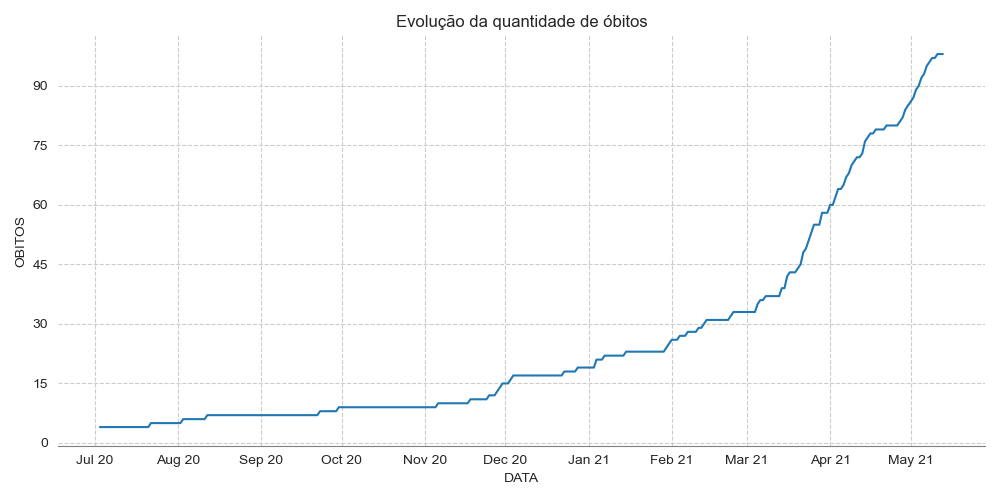 Evolução da quantidade de óbitos
OBITOS
90
75
60
45
30
15
0
Jul 20 Aug 20 Sep 20 Oct 20 Nov 20 Dec 20 Jan 21 Feb 21 Mar 21 Apr 21 May 21
DATA